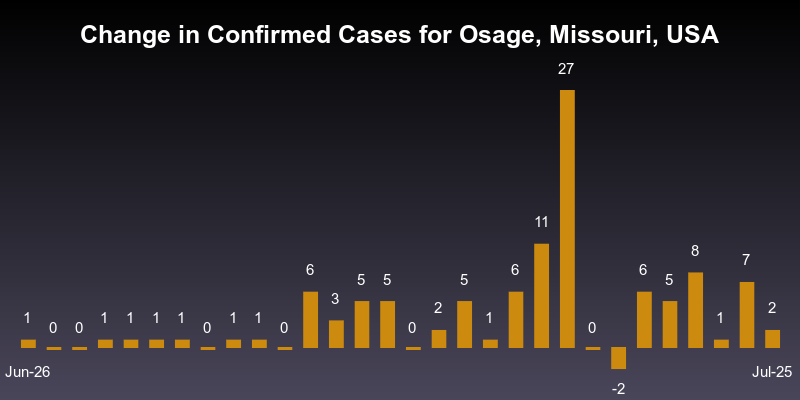 Change in Confirmed Cases for Osage, Missouri, USA
1 0 0 1 1 1 1 0 1 1 0 6 3 5 5 0 2 5 1 6 11 27 0 -2 6 5 8 1 7 2
Jun-26 Jul-25